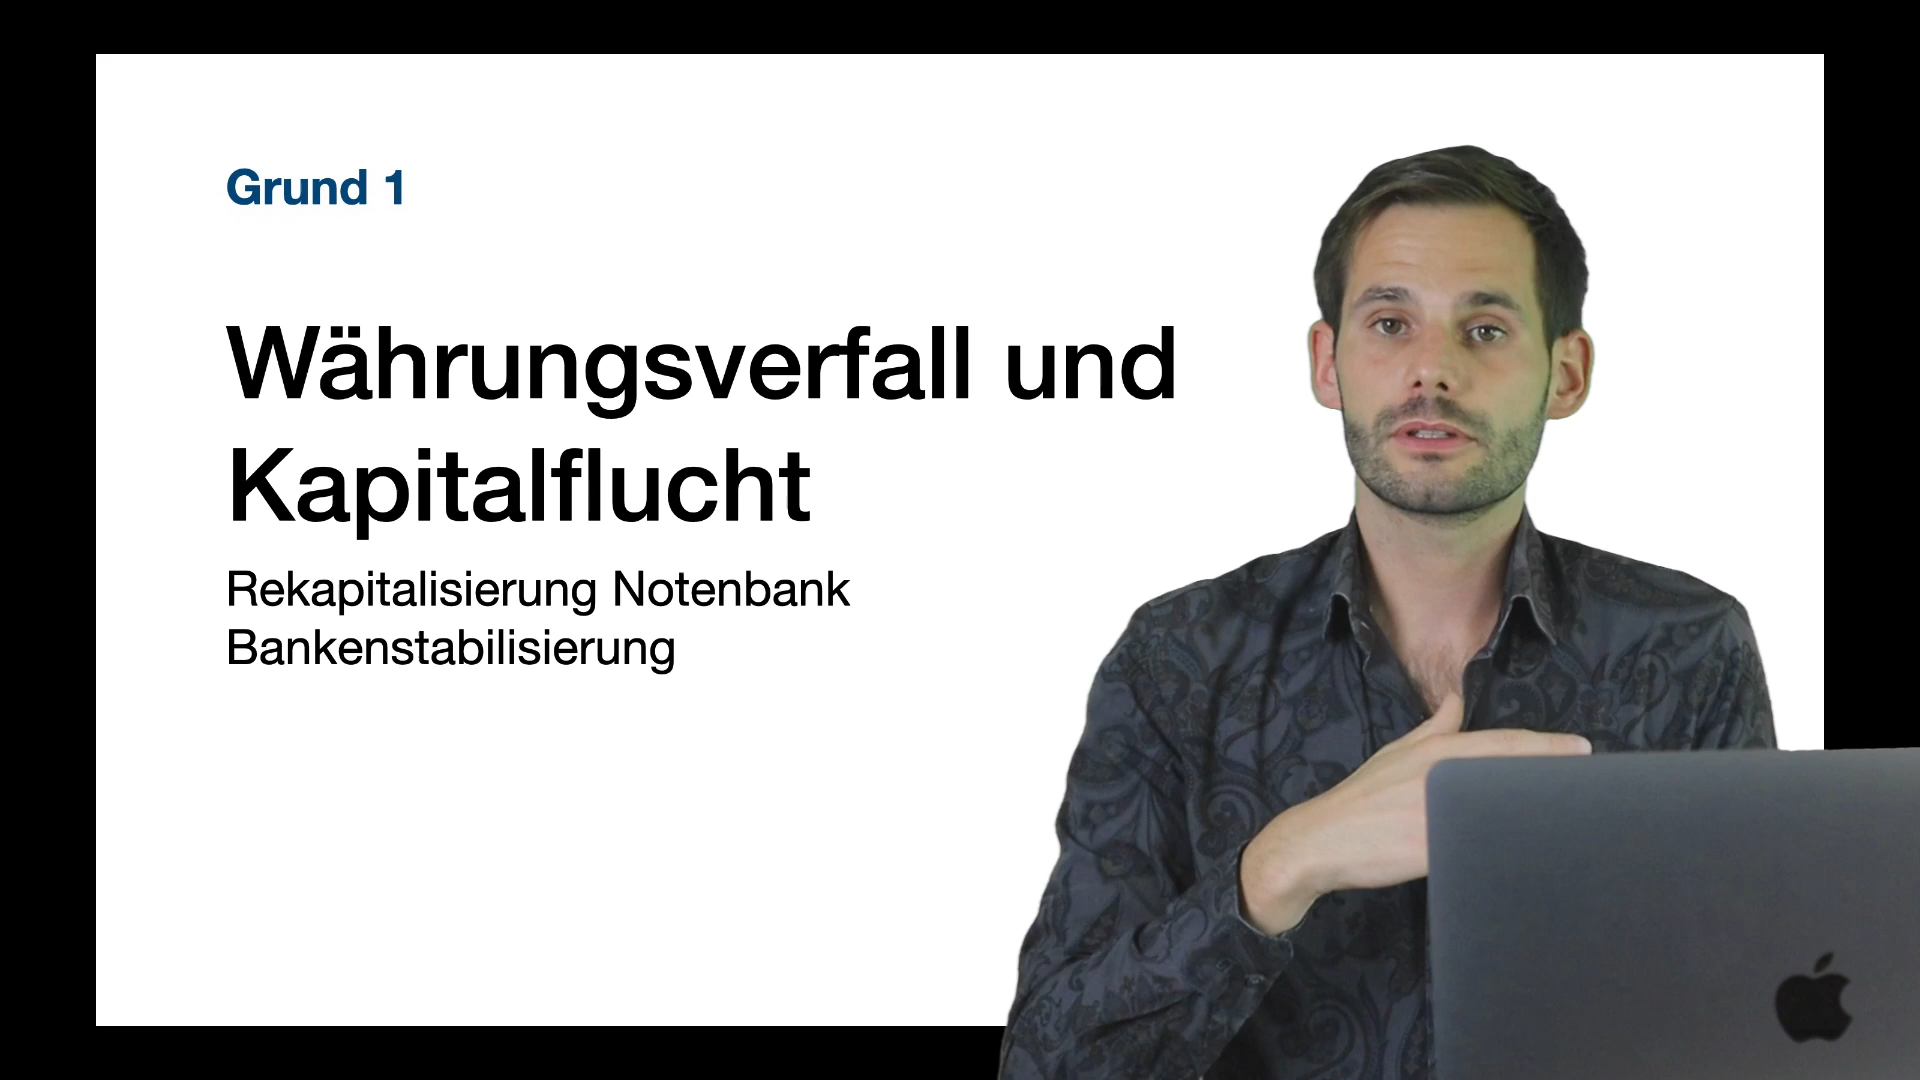 Grund 1
Währungsverfall und
Kapitalflucht
Rekapitalisierung Notenbank
Bankenstabilisierung